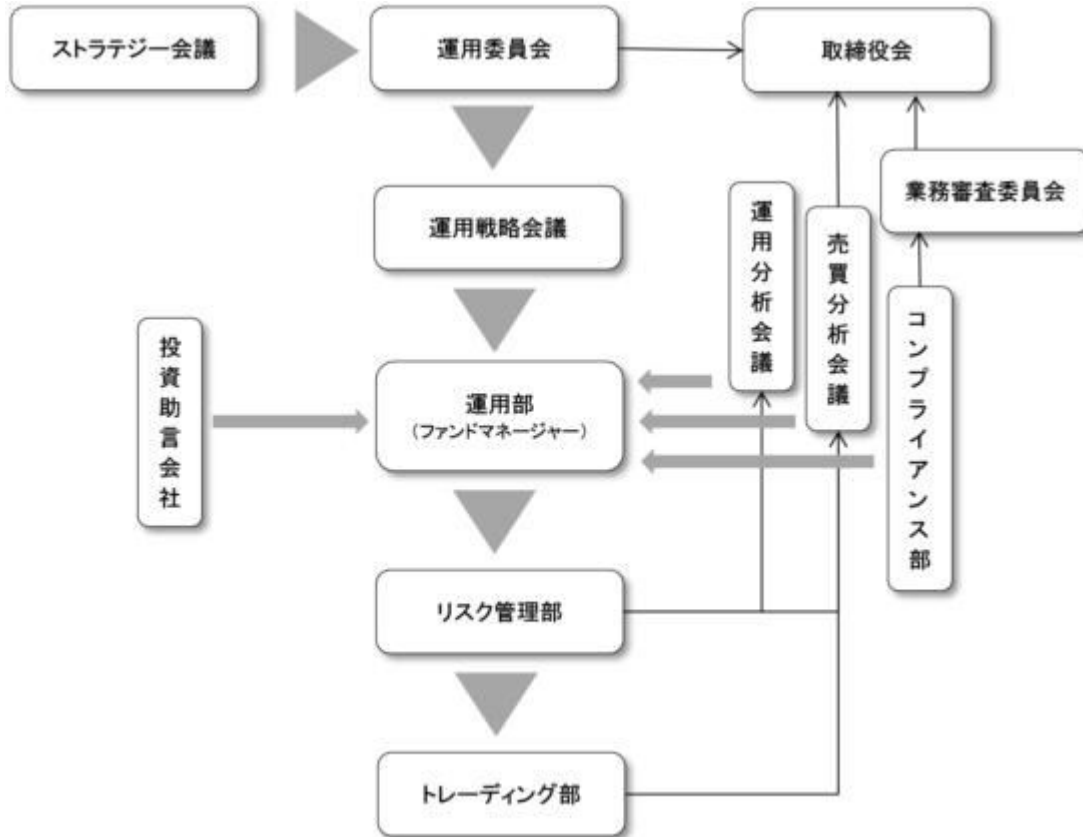 ストラテジー会議
運用委員会
取締役会
業務審査委員会
運用戦略会議
運用分析会議
売買分析会議
コンプライアンス部
投資助言会社
運用部
(ファンドマネージャー)
リスク管理部
トレーディング部